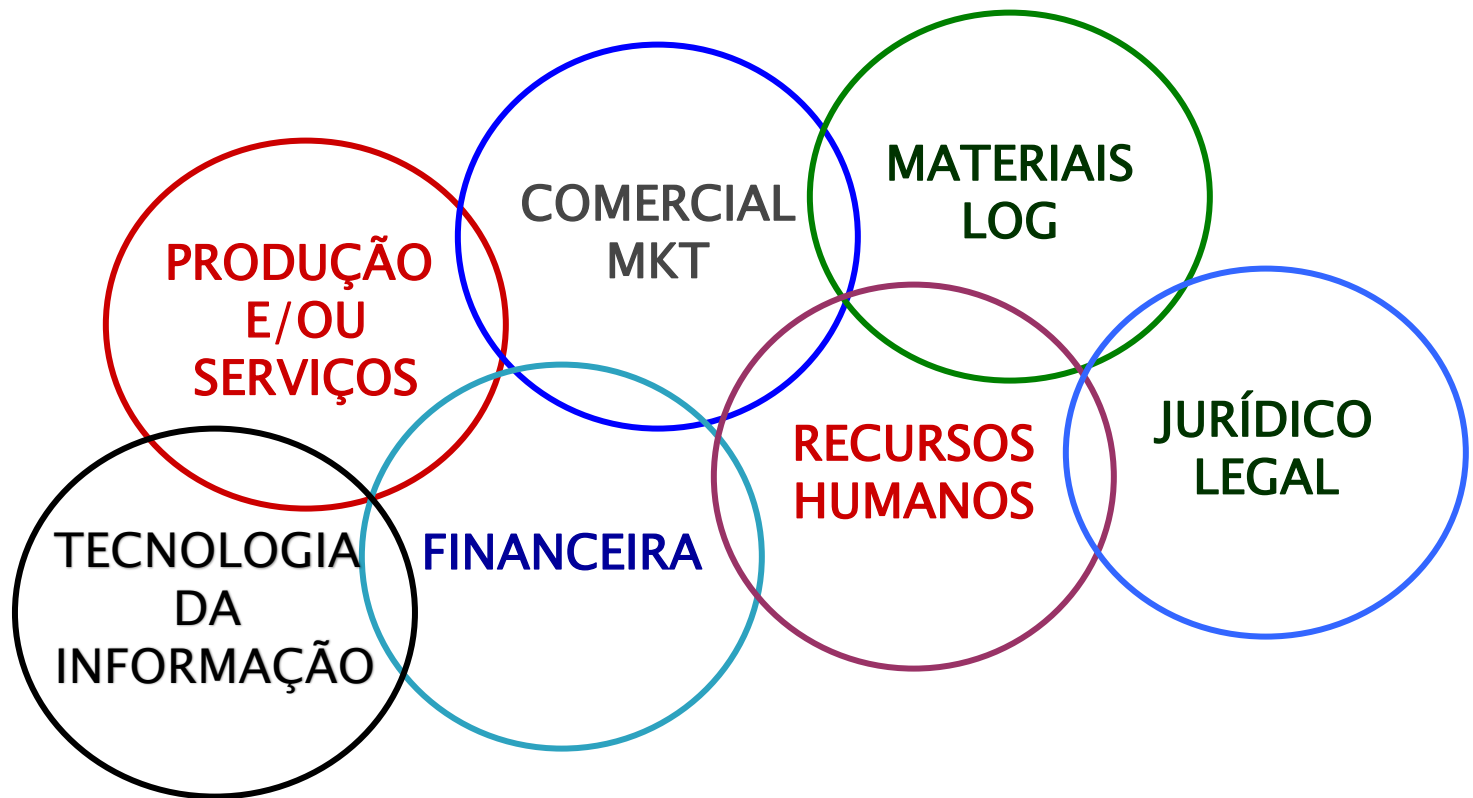 PRODUÇÃO
E/OU
SERVIÇOS
COMERCIAL
MKT
MATERIAIS
LOG
TECNOLOGIA
DA
INFORMAÇÃO
FINANCEIRA
RECURSOS
HUMANOS
JURÍDICO
LEGAL